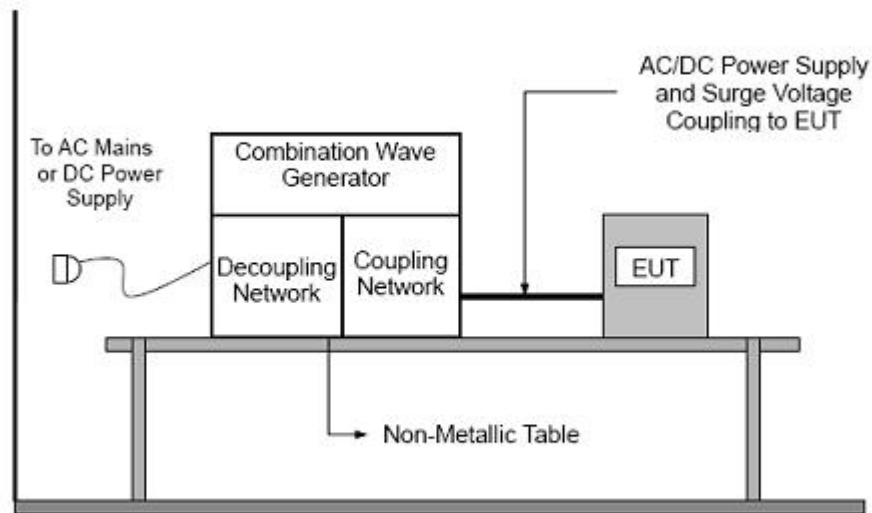 AC/DC Power Supply
and Surge Voltage
Coupling to EUT
To AC Mains
or DC Power
Supply
Combination Wave
Generator
Decoupling
Network
Coupling
Network
EUT
Non-Metallic Table